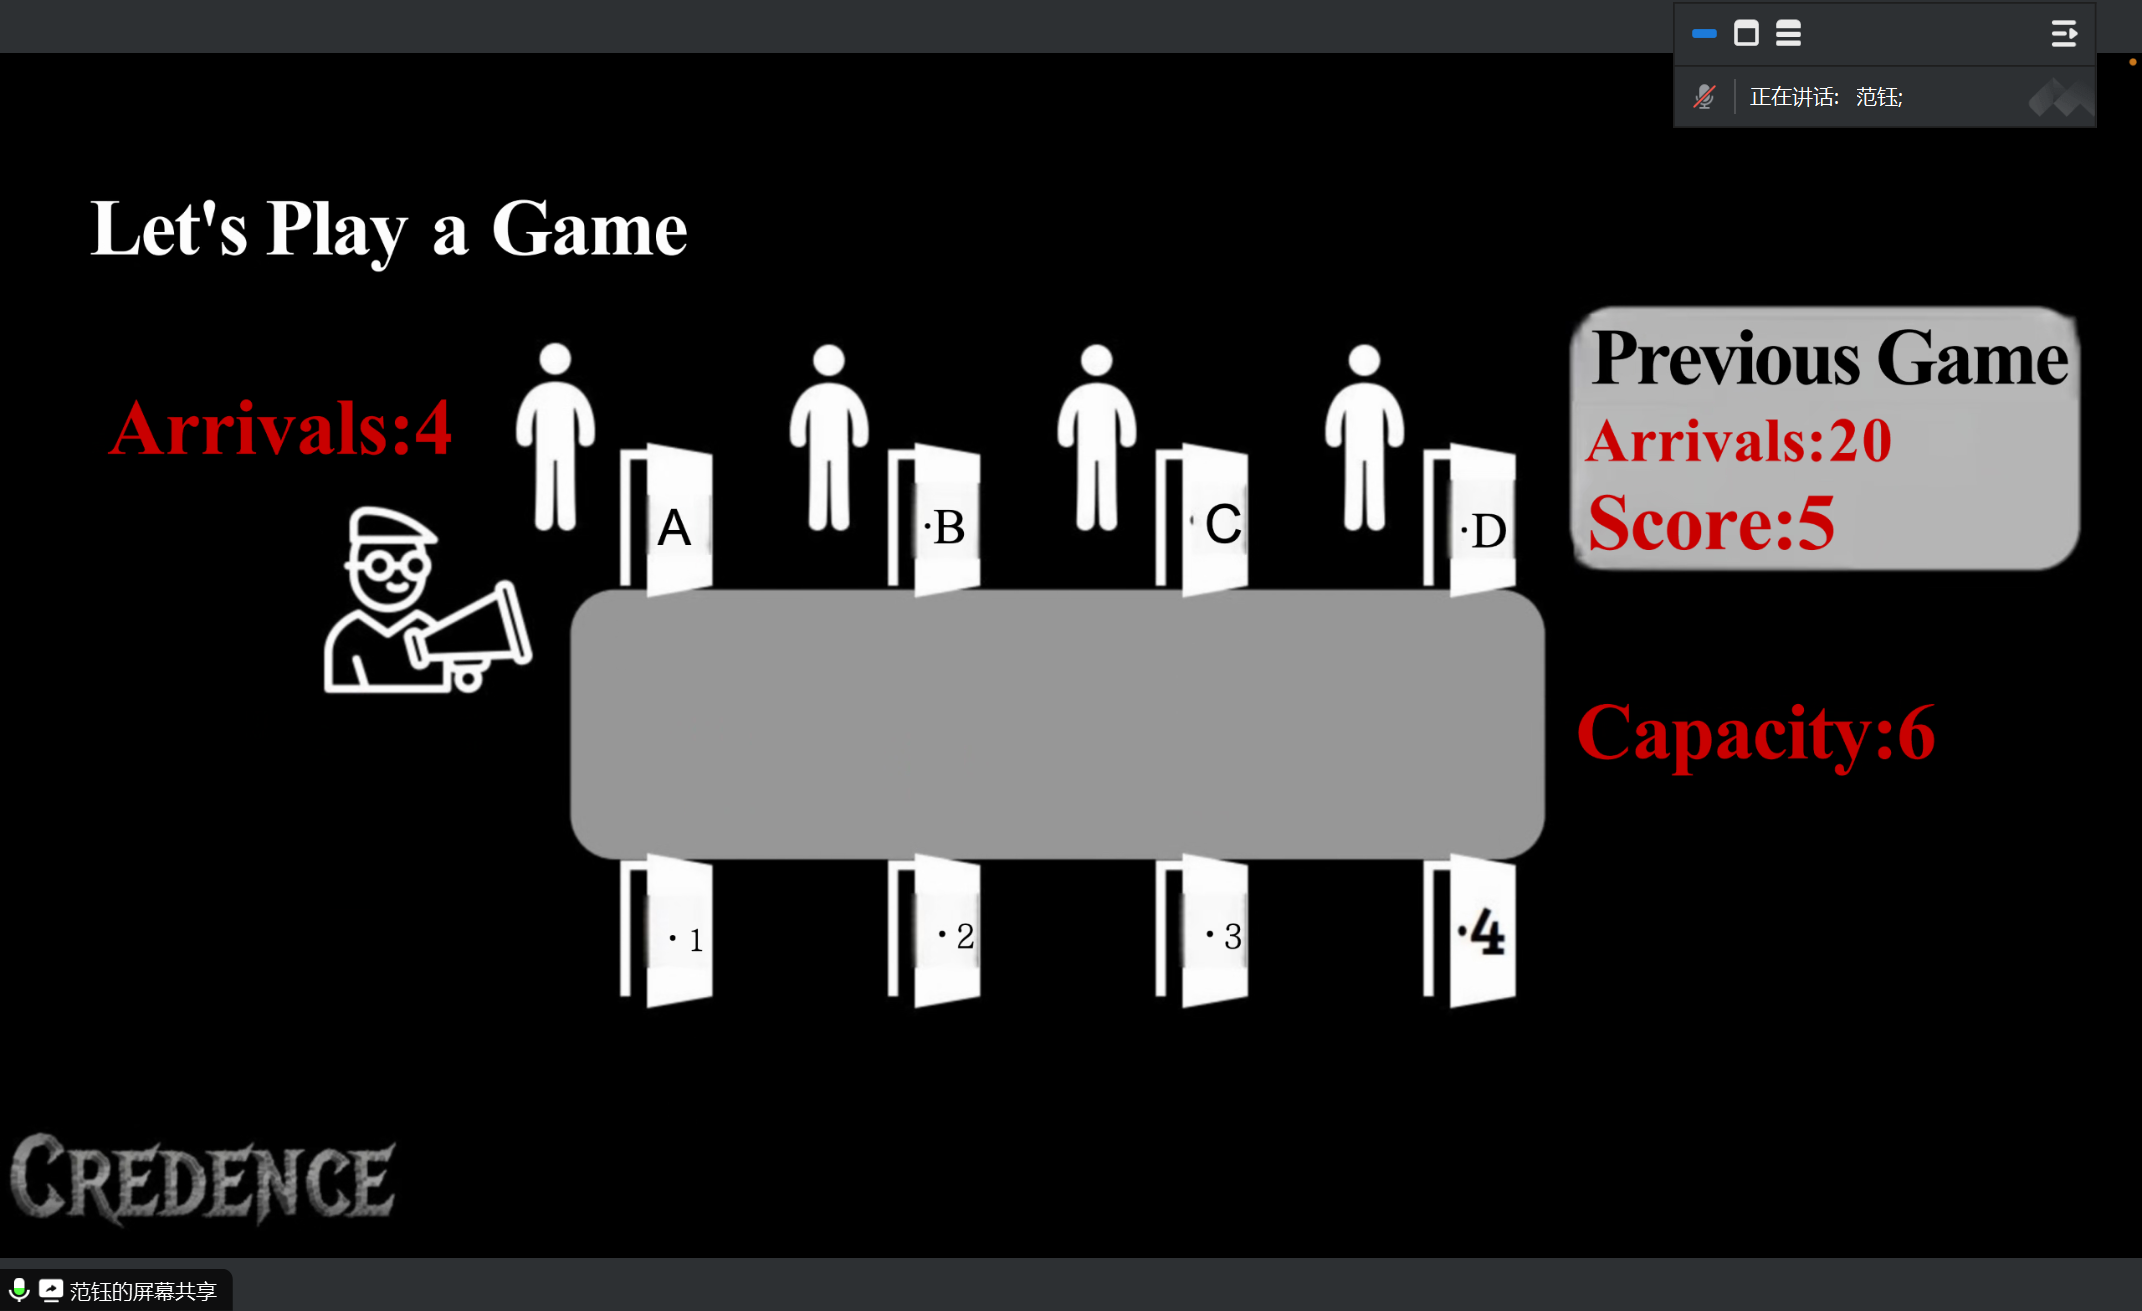 正在讲话: 范钰;
Let's Play a Game
Previous Game
Arrivals:4
Arrivals:20
Score:5
A
·B
·C
·D
Capacity:6
·1
·2
·3
·4
CREDENCE
范钰的屏幕共享